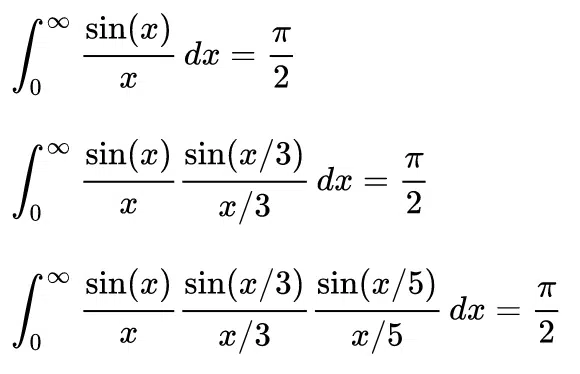 ∫₀^∞ sin(x)/x dx = π/2
∫₀^∞ sin(x)/x sin(x/3)/(x/3) dx = π/2
∫₀^∞ sin(x)/x sin(x/3)/(x/3) sin(x/5)/(x/5) dx = π/2